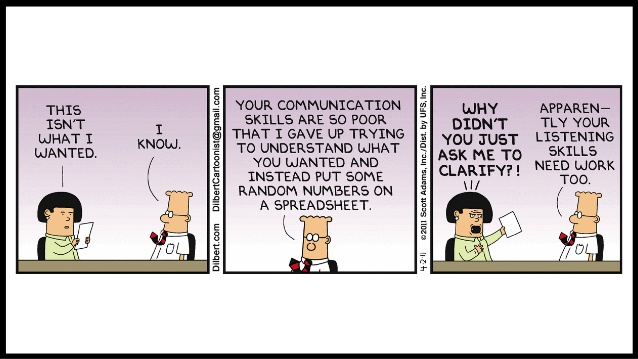 THIS
ISN'T
WHAT I
WANTED.
I
KNOW.
Dilbert.com DilbertCartoonist@gmail.com
YOUR COMMUNICATION
SKILLS ARE SO POOR
THAT I GAVE UP TRYING
TO UNDERSTAND WHAT
YOU WANTED AND
INSTEAD PUT SOME
RANDOM NUMBERS ON
A SPREADSHEET.
4-2-11 ©2011 Scott Adams, Inc./Dist. by UFS, Inc.
WHY
DIDN'T
YOU JUST
ASK ME TO
CLARIFY?!
APPAREN-
TLY YOUR
LISTENING
SKILLS
NEED WORK
TOO.